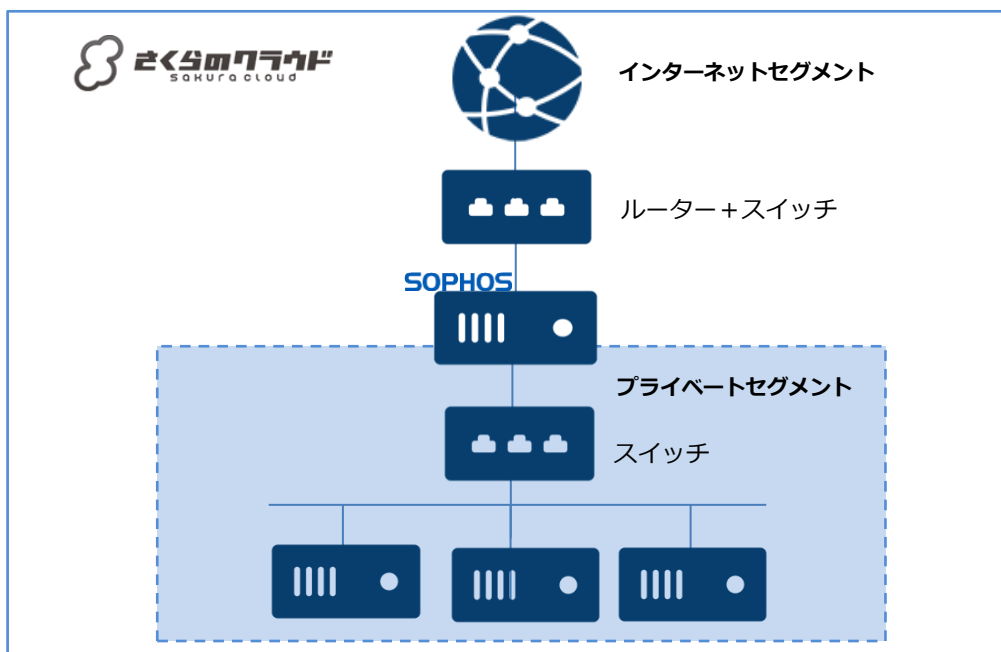 さくらのクラウド
sakura cloud
インターネットセグメント
ルーター＋スイッチ
SOPHOS
プライベートセグメント
スイッチ